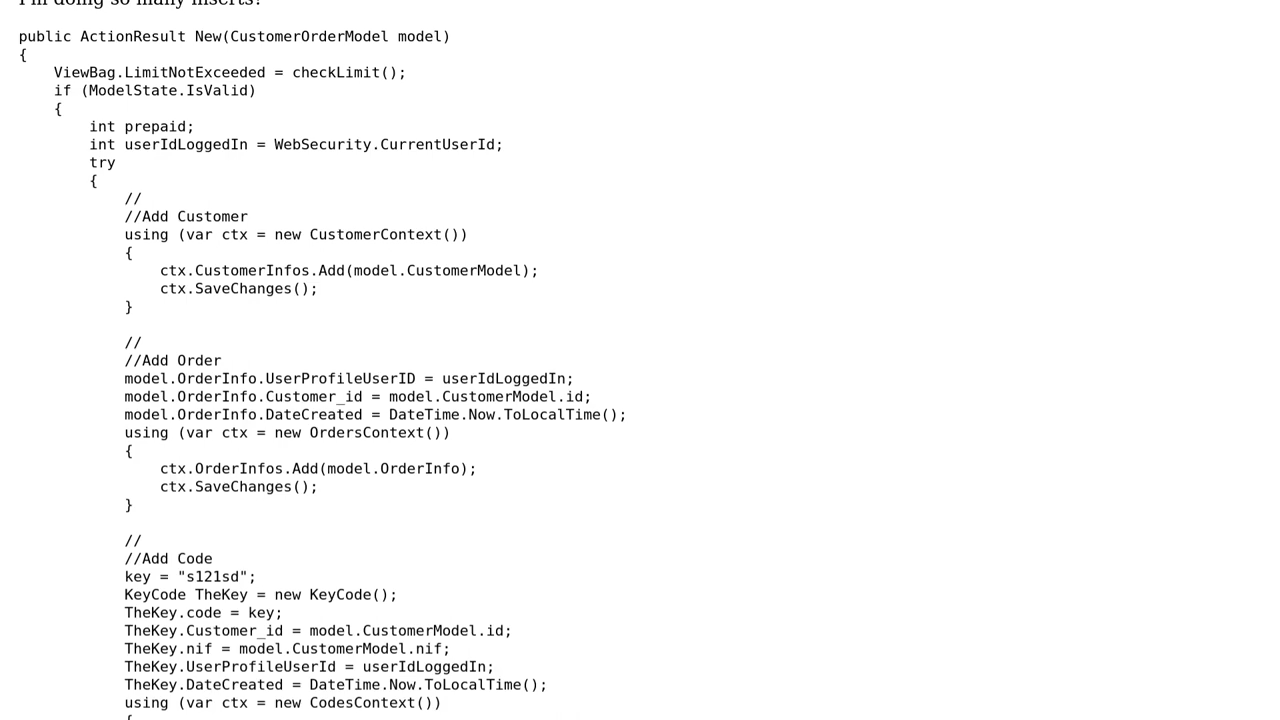 I'm doing so many inserts?
public ActionResult New(CustomerOrderModel model)
{
    ViewBag.LimitNotExceeded = checkLimit();
    if (ModelState.IsValid)
    {
        int prepaid;
        int userIdLoggedIn = WebSecurity.CurrentUserId;
        try
        {
            //
            //Add Customer
            using (var ctx = new CustomerContext())
            {
                ctx.CustomerInfos.Add(model.CustomerModel);
                ctx.SaveChanges();
            }

            //
            //Add Order
            model.OrderInfo.UserProfileUserID = userIdLoggedIn;
            model.OrderInfo.Customer_id = model.CustomerModel.id;
            model.OrderInfo.DateCreated = DateTime.Now.ToLocalTime();
            using (var ctx = new OrdersContext())
            {
                ctx.OrderInfos.Add(model.OrderInfo);
                ctx.SaveChanges();
            }

            //
            //Add Code
            key = "s121sd";
            KeyCode TheKey = new KeyCode();
            TheKey.code = key;
            TheKey.Customer_id = model.CustomerModel.id;
            TheKey.nif = model.CustomerModel.nif;
            TheKey.UserProfileUserId = userIdLoggedIn;
            TheKey.DateCreated = DateTime.Now.ToLocalTime();
            using (var ctx = new CodesContext())
            {